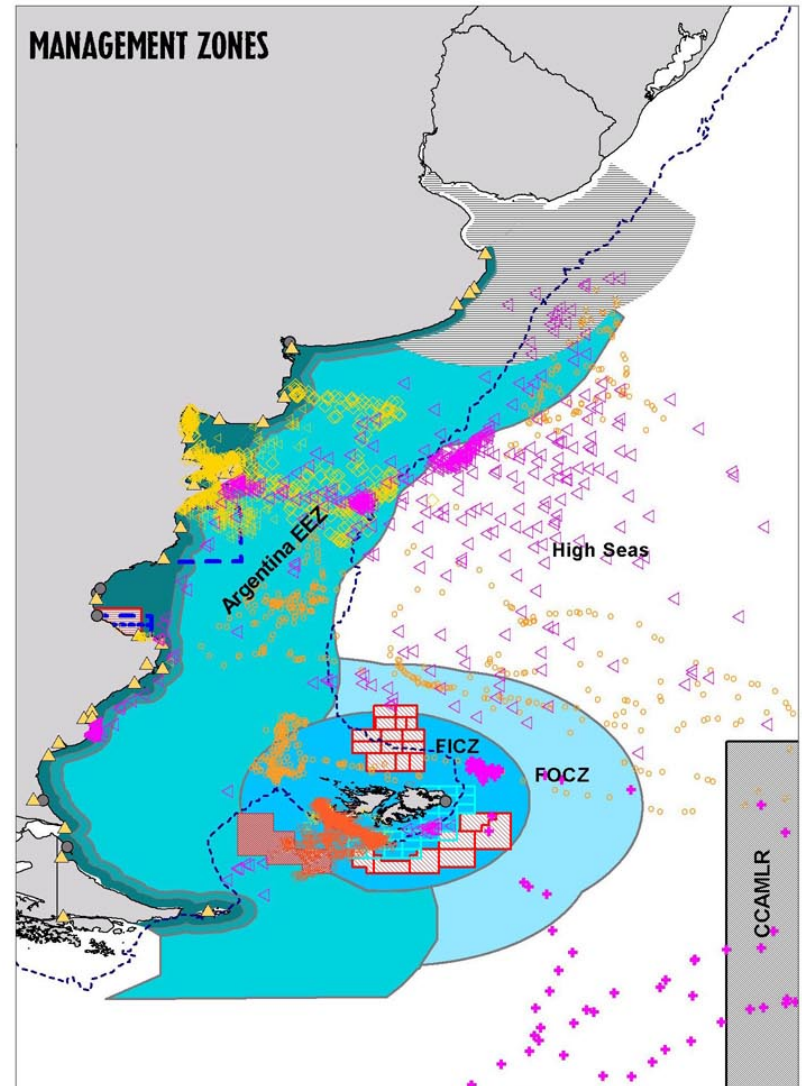 MANAGEMENT ZONES
High Seas
Argentina EEZ
FICZ
FOCZ
CCAMLR